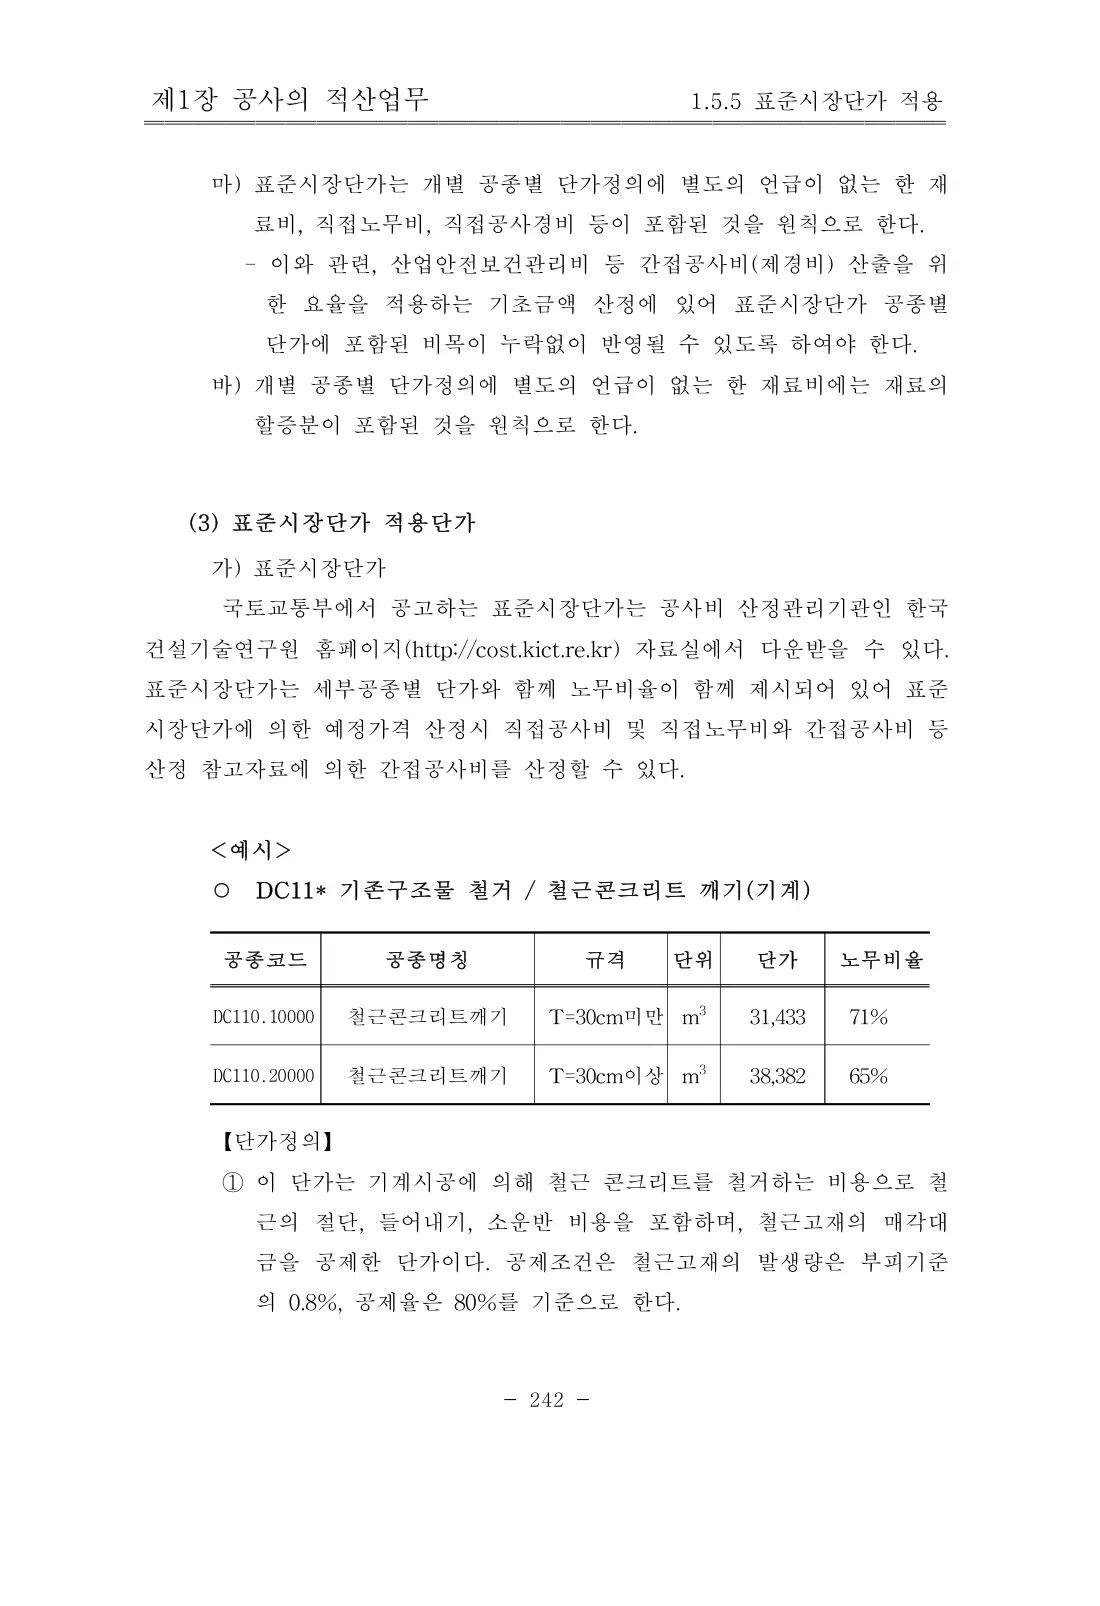 제1장 공사의 적산업무 1.5.5 표준시장단가 적용
마) 표준시장단가는 개별 공종별 단가정의에 별도의 언급이 없는 한 재
료비, 직접노무비, 직접공사경비 등이 포함된 것을 원칙으로 한다.
- 이와 관련, 산업안전보건관리비 등 간접공사비(제경비) 산출을 위
한 요율을 적용하는 기초금액 산정에 있어 표준시장단가 공종별
단가에 포함된 비목이 누락없이 반영될 수 있도록 하여야 한다.
바) 개별 공종별 단가정의에 별도의 언급이 없는 한 재료비에는 재료의
할증분이 포함된 것을 원칙으로 한다.
(3) 표준시장단가 적용단가
가) 표준시장단가
국토교통부에서 공고하는 표준시장단가는 공사비 산정관리기관인 한국
건설기술연구원 홈페이지(http://cost.kict.re.kr) 자료실에서 다운받을 수 있다.
표준시장단가는 세부공종별 단가와 함께 노무비율이 함께 제시되어 있어 표준
시장단가에 의한 예정가격 산정시 직접공사비 및 직접노무비와 간접공사비 등
산정 참고자료에 의한 간접공사비를 산정할 수 있다.
<예시>
○ DC11* 기존구조물 철거 / 철근콘크리트 깨기(기계)
공종코드 공종명칭 규격 단위 단가 노무비율
DC110.10000 철근콘크리트깨기 T=30cm미만 m³ 31,433 71%
DC110.20000 철근콘크리트깨기 T=30cm이상 m³ 38,382 65%
【단가정의】
① 이 단가는 기계시공에 의해 철근 콘크리트를 철거하는 비용으로 철
근의 절단, 들어내기, 소운반 비용을 포함하며, 철근고재의 매각대
금을 공제한 단가이다. 공제조건은 철근고재의 발생량은 부피기준
의 0.8%, 공제율은 80%를 기준으로 한다.
- 242 -